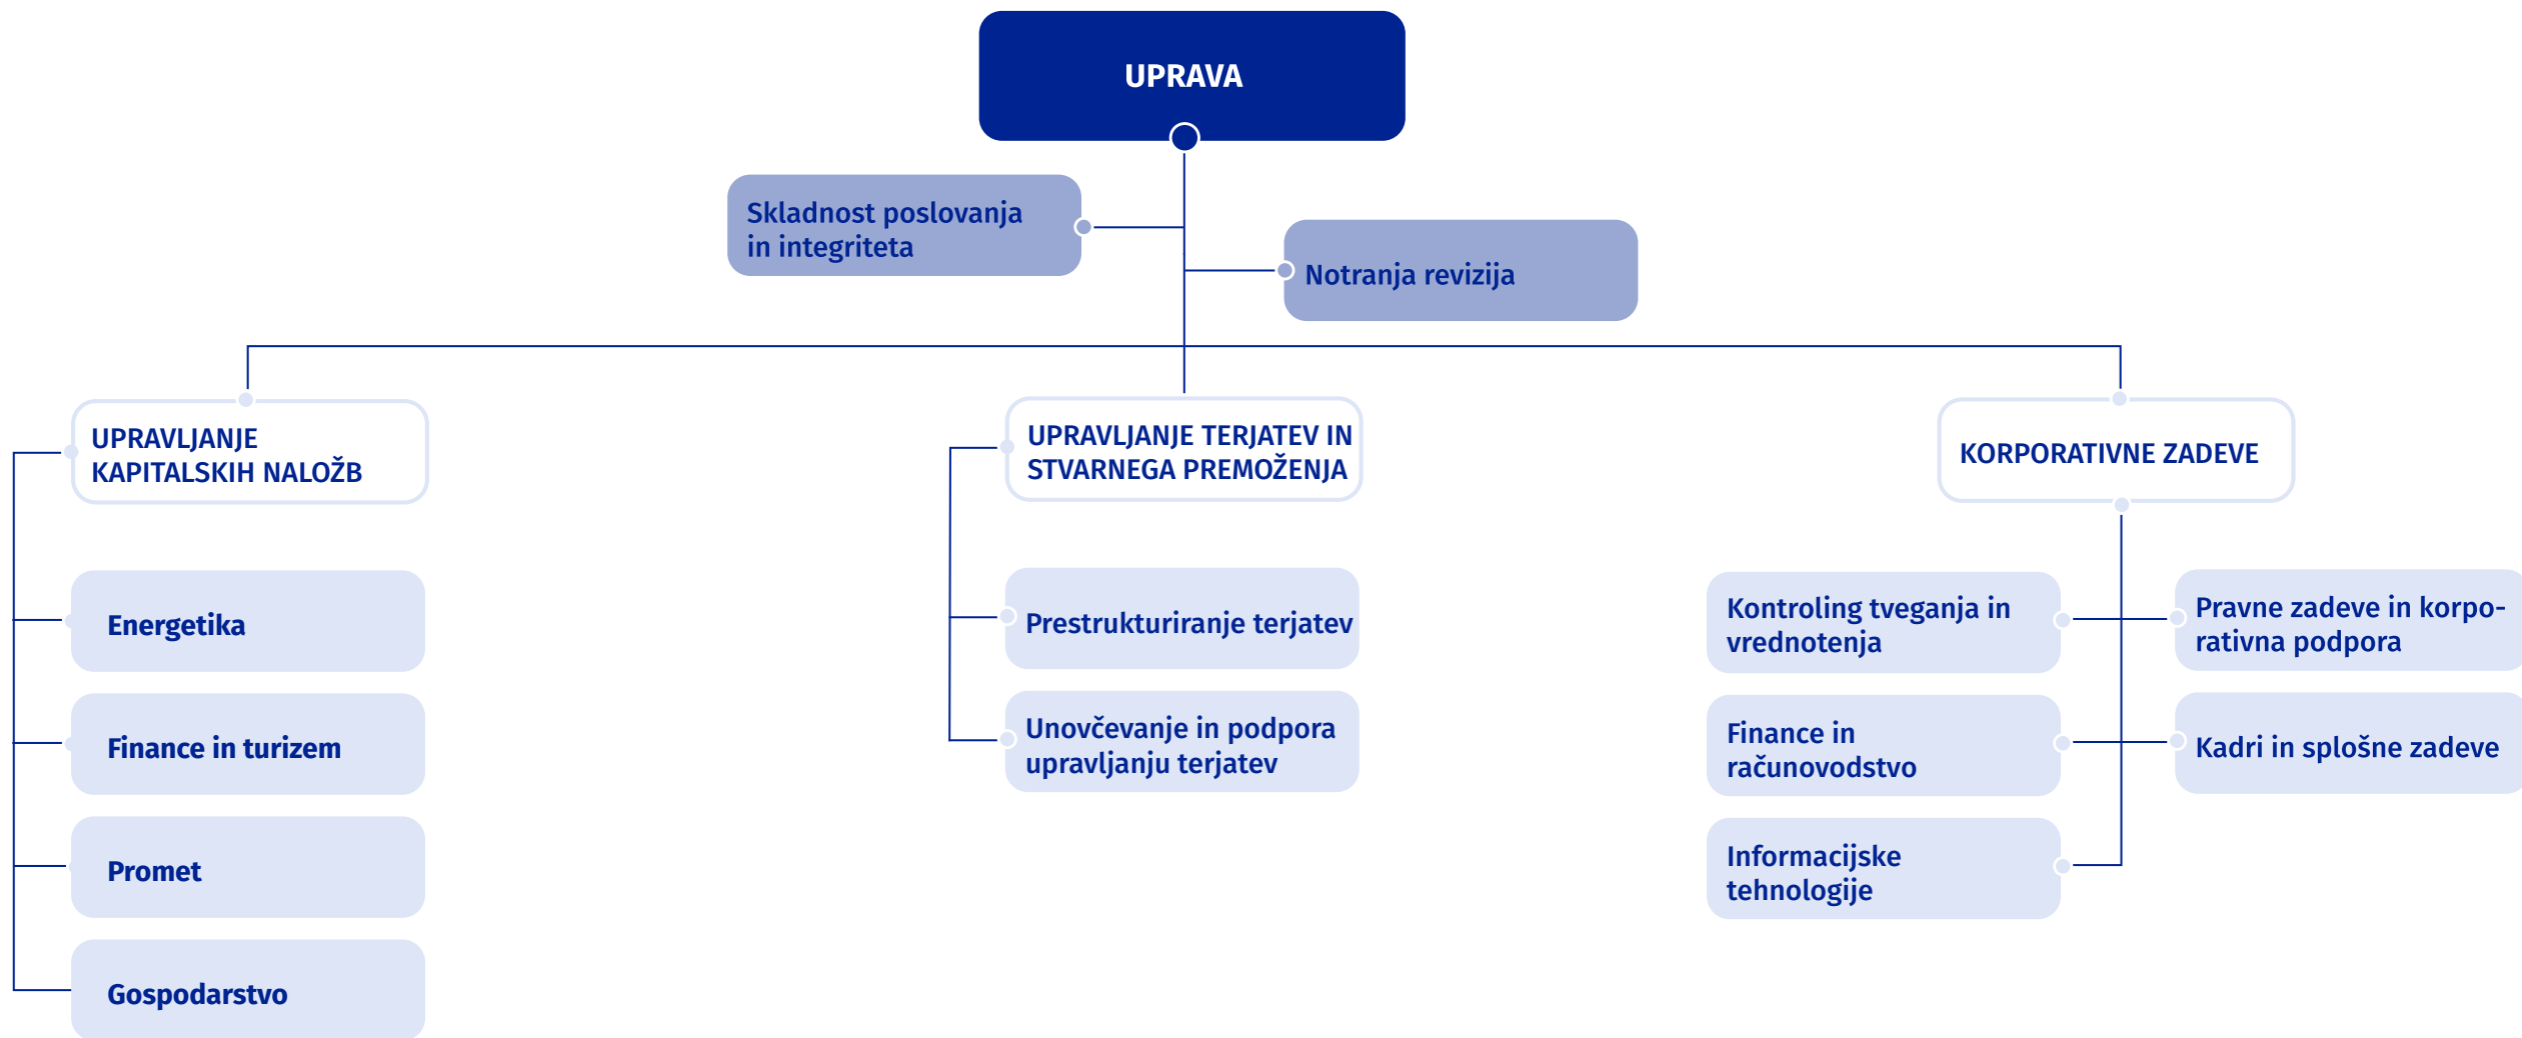 UPRAVA
Skladnost poslovanja
in integriteta
Notranja revizija
UPRAVLJANJE
KAPITALSKIH NALOŽB
Energetika
Finance in turizem
Promet
Gospodarstvo
UPRAVLJANJE TERJATEV IN
STVARNEGA PREMOŽENJA
Prestrukturiranje terjatev
Unovčevanje in podpora
upravljanju terjatev
KORPORATIVNE ZADEVE
Kontroling tveganja in
vrednotenja
Finance in
računovodstvo
Informacijske
tehnologije
Pravne zadeve in korpo-
rativna podpora
Kadri in splošne zadeve